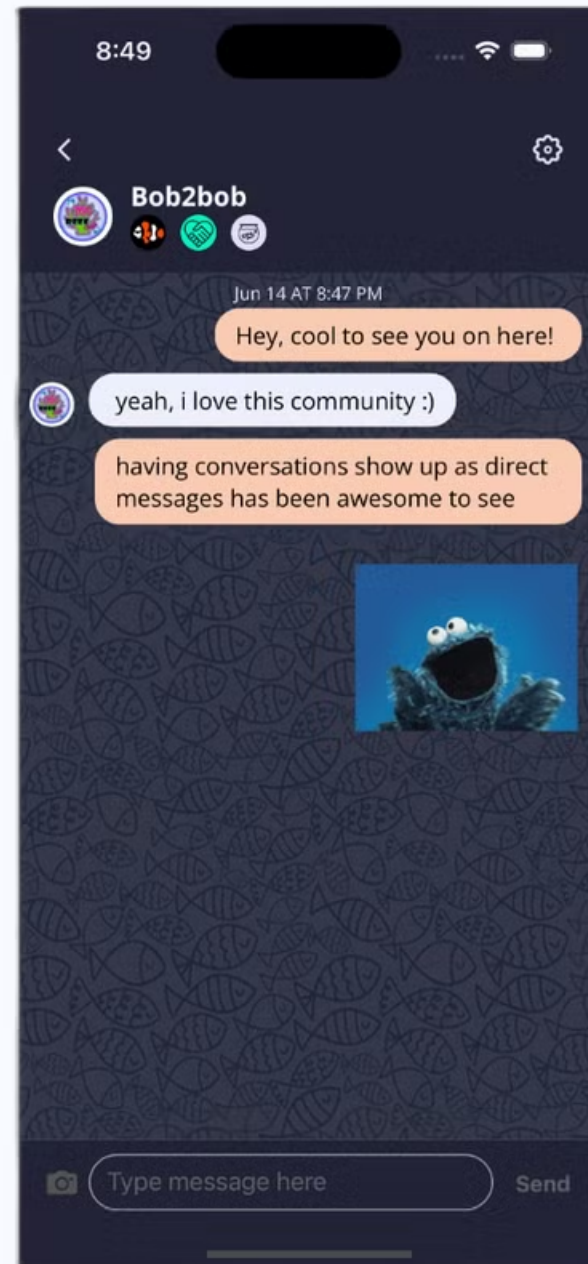 8:49
Bob2bob
Jun 14 AT 8:47 PM
Hey, cool to see you on here!
yeah, i love this community :)
having conversations show up as direct
messages has been awesome to see
Type message here
Send